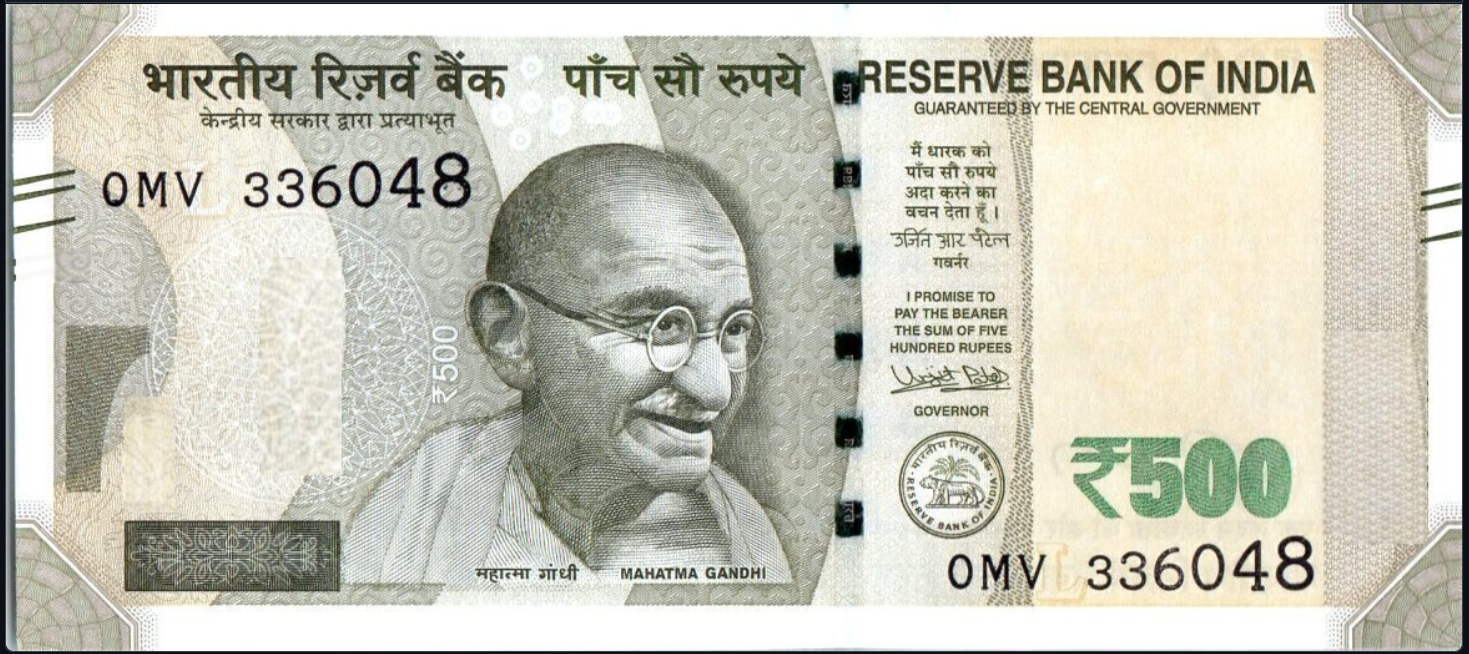 भारतीय रिज़र्व बैंक
केन्द्रीय सरकार द्वारा प्रत्याभूत
पाँच सौ रुपये
RESERVE BANK OF INDIA
GUARANTEED BY THE CENTRAL GOVERNMENT
0MV 336048
L
मैं धारक को
पाँच सौ रुपये
अदा करने का
वचन देता हूँ ।
उर्जित आर पटेल
गवर्नर
I PROMISE TO
PAY THE BEARER
THE SUM OF FIVE
HUNDRED RUPEES
Urjit Patel
GOVERNOR
₹500
भारतीय रिज़र्व बैंक
RESERVE BANK OF INDIA
₹500
महात्मा गांधी
MAHATMA GANDHI
0MV 336048
L